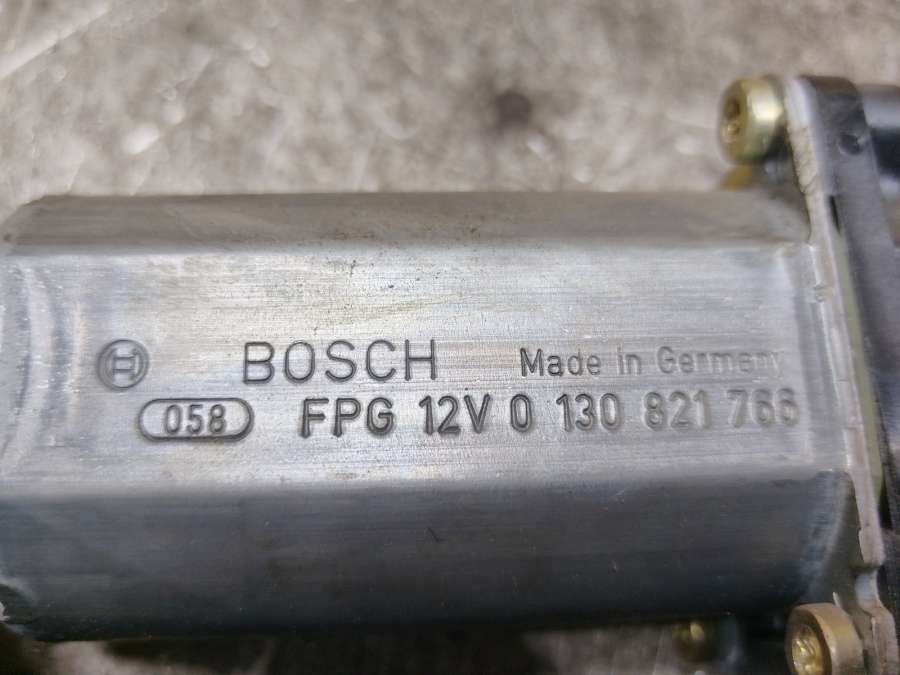 BOSCH Made in Germany
058 FPG 12V 0 130 821 766